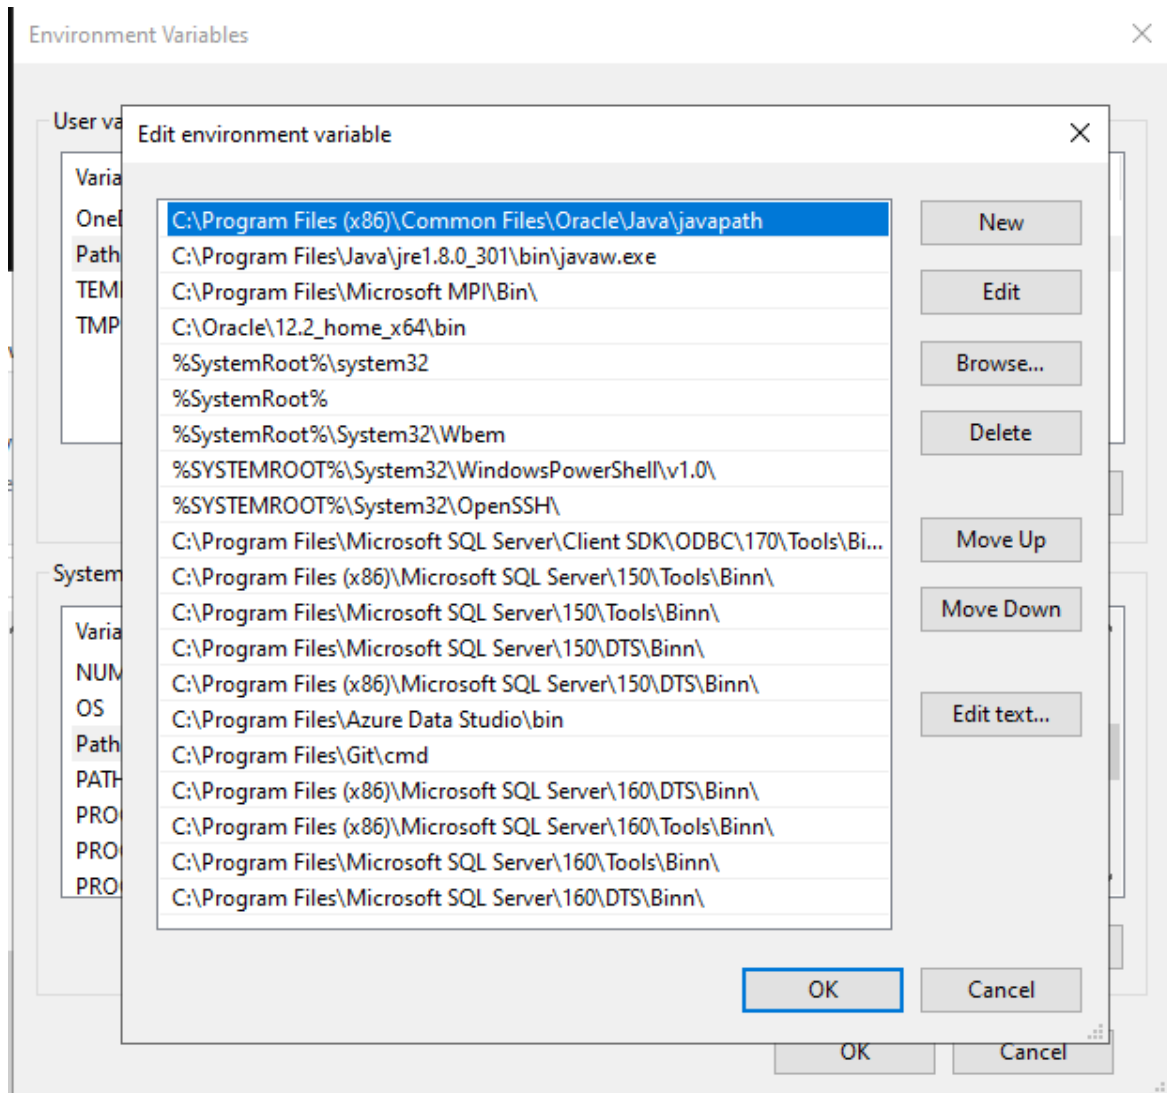 Environment Variables
User va
Edit environment variable
Varia
Path
TEM
TMP
C:\Program Files (x86)\Common Files\Oracle\Java\javapath
C:\Program Files\Java\jre1.8.0_301\bin\javaw.exe
C:\Program Files\Microsoft MPI\Bin\
C:\Oracle\12.2_home_x64\bin
%SystemRoot%\system32
%SystemRoot%
%SystemRoot%\System32\Wbem
%SYSTEMROOT%\System32\WindowsPowerShell\v1.0\
%SYSTEMROOT%\System32\OpenSSH\
C:\Program Files\Microsoft SQL Server\Client SDK\ODBC\170\Tools\Bi...
C:\Program Files (x86)\Microsoft SQL Server\150\Tools\Binn\
C:\Program Files\Microsoft SQL Server\150\Tools\Binn\
C:\Program Files\Microsoft SQL Server\150\DTS\Binn\
C:\Program Files (x86)\Microsoft SQL Server\150\DTS\Binn\
C:\Program Files\Azure Data Studio\bin
C:\Program Files\Git\cmd
C:\Program Files (x86)\Microsoft SQL Server\160\DTS\Binn\
C:\Program Files (x86)\Microsoft SQL Server\160\Tools\Binn\
C:\Program Files\Microsoft SQL Server\160\Tools\Binn\
C:\Program Files\Microsoft SQL Server\160\DTS\Binn\
New
Edit
Browse...
Delete
Move Up
Move Down
Edit text...
System
Varia
NUM
OS
Path
PATH
PRO
PRO
PRO
OK
Cancel
OK
Cancel